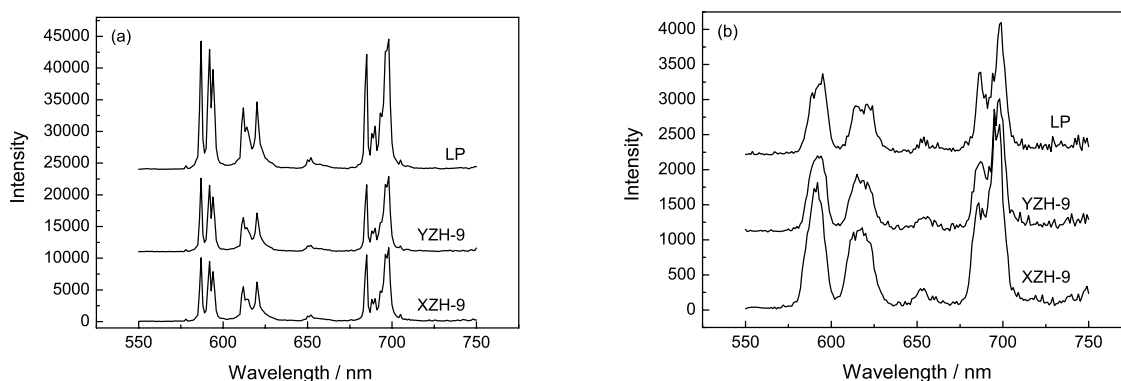 (a)
45000
40000
35000
30000
25000
20000
15000
10000
5000
0
Intensity
LP
YZH-9
XZH-9
550 600 650 700 750
Wavelength / nm
(b)
4000
3500
3000
2500
2000
1500
1000
500
0
Intensity
LP
YZH-9
XZH-9
550 600 650 700 750
Wavelength / nm